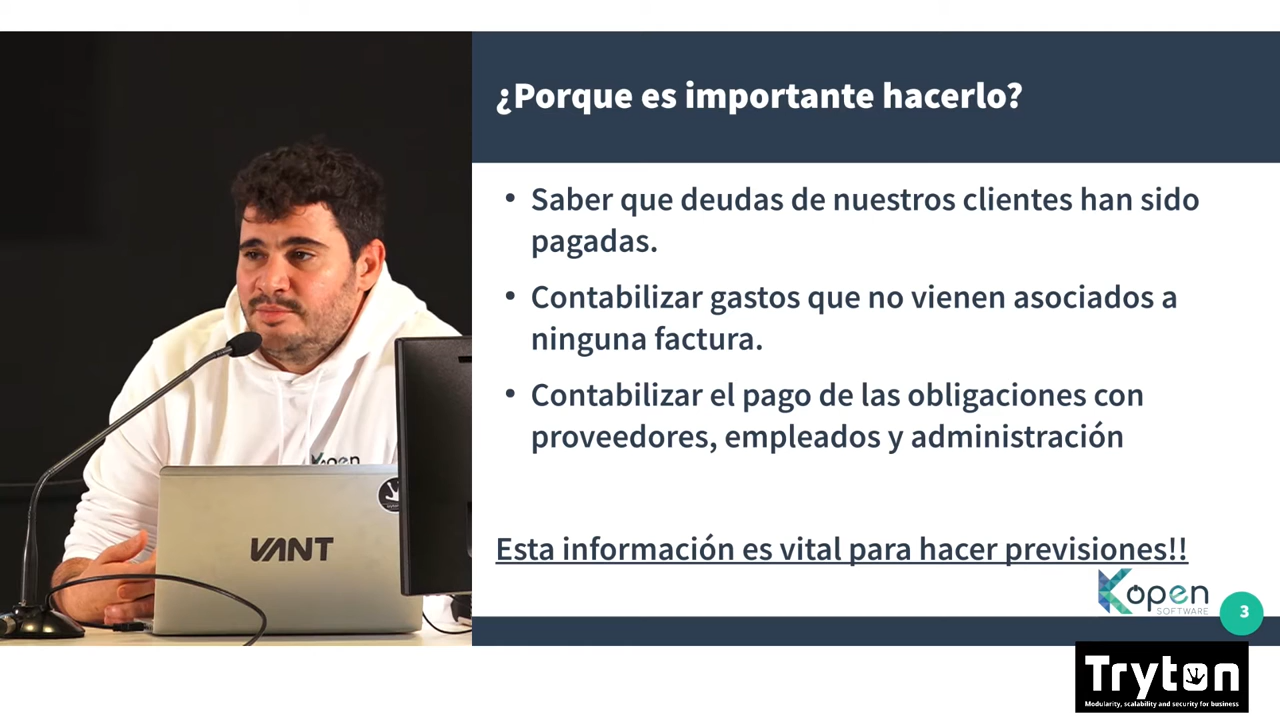 ¿Porque es importante hacerlo?
• Saber que deudas de nuestros clientes han sido
pagadas.
• Contabilizar gastos que no vienen asociados a
ninguna factura.
• Contabilizar el pago de las obligaciones con
proveedores, empleados y administración
Esta información es vital para hacer previsiones!!
Kopen
SOFTWARE
3
Kopen
VANT
Tryton
Modularity, scalability and security for business